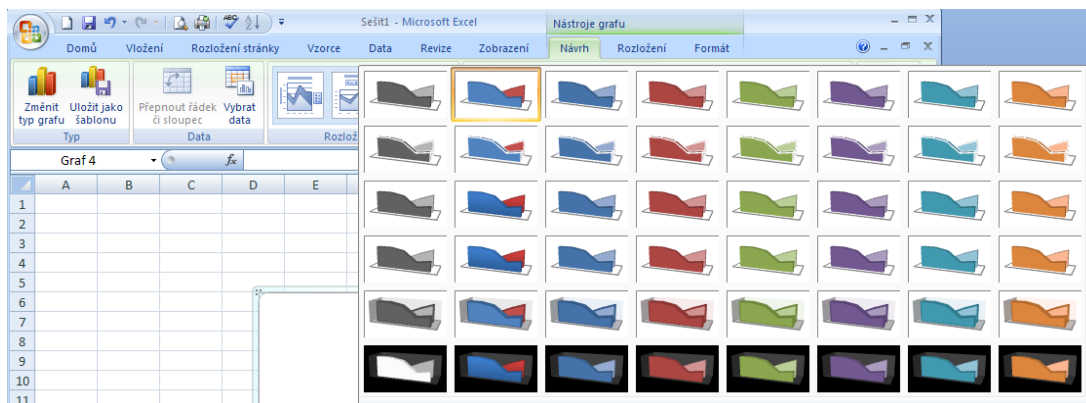 Sešit1 - Microsoft Excel
Nástroje grafu
Domů Vložení Rozložení stránky Vzorce Data Revize Zobrazení Návrh Rozložení Formát
Změnit typ grafu
Uložit jako šablonu
Přepnout řádek či sloupec
Vybrat data
Typ Data Rozlož
Graf 4 fx
A B C D E
1
2
3
4
5
6
7
8
9
10
11